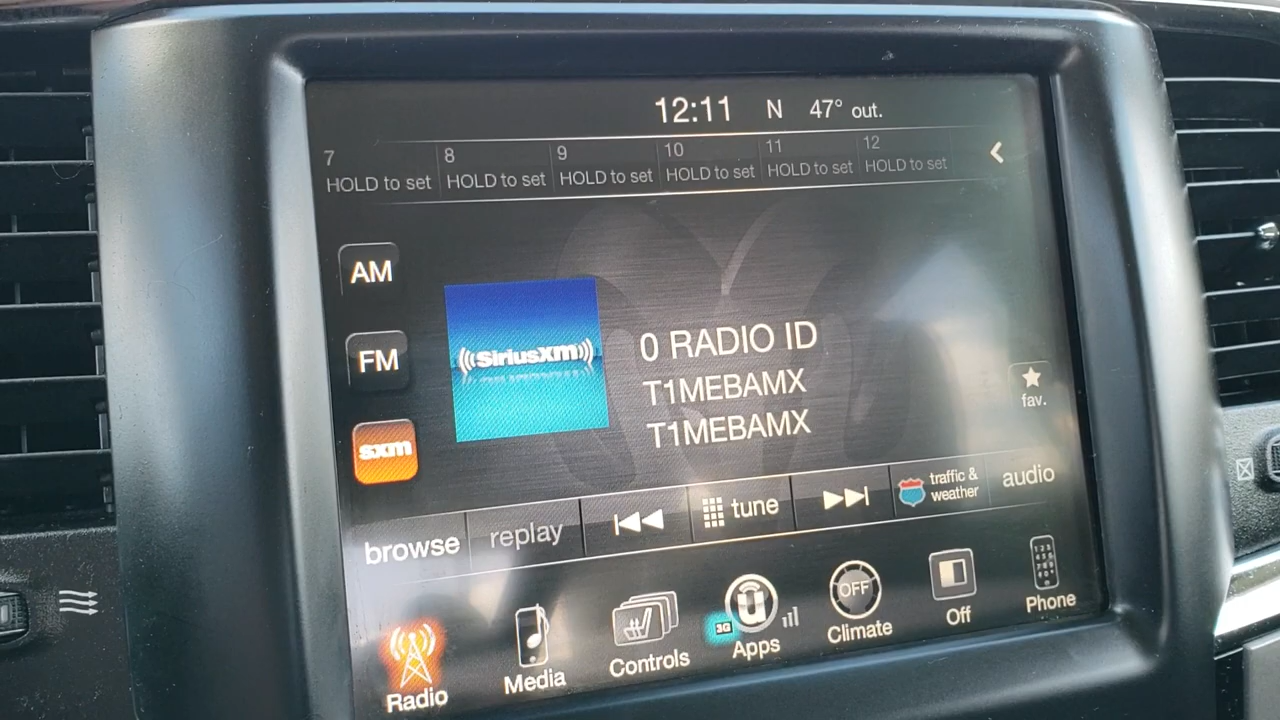 12:11 N 47° out.
7 8 9 10 11 12
HOLD to set HOLD to set HOLD to set HOLD to set HOLD to set HOLD to set
AM
FM
sxm
((SiriusXm))
0 RADIO ID
T1MEBAMX
T1MEBAMX
fav.
browse replay tune traffic & weather audio
OFF
3G
Radio Media Controls Apps Climate Off Phone